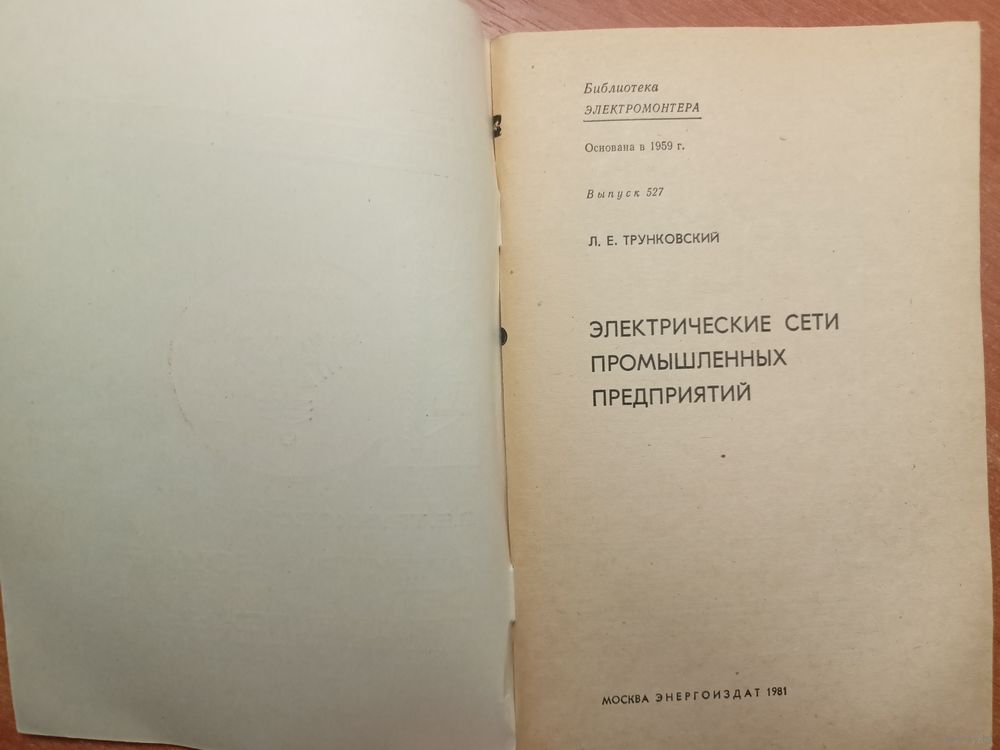 Библиотека
ЭЛЕКТРОМОНТЕРА
Основана в 1959 г.
Выпуск 527
Л. Е. ТРУНКОВСКИЙ
ЭЛЕКТРИЧЕСКИЕ СЕТИ
ПРОМЫШЛЕННЫХ
ПРЕДПРИЯТИЙ
МОСКВА ЭНЕРГОИЗДАТ 1981